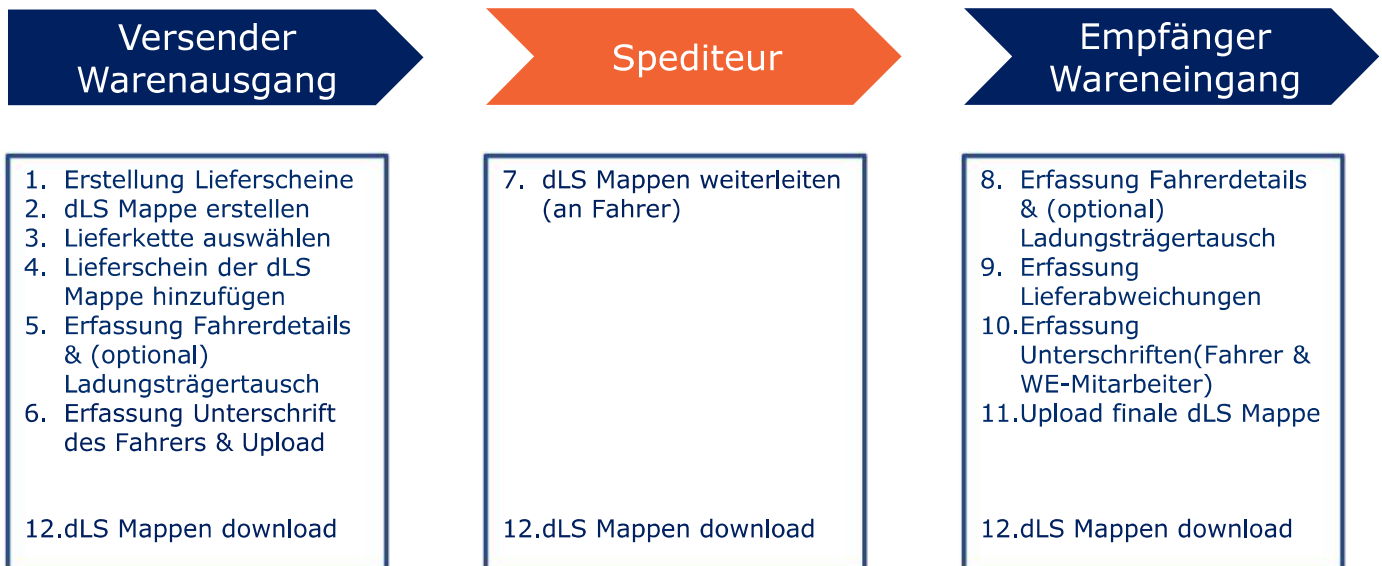 Versender
Warenausgang
Spediteur
Empfänger
Wareneingang
1. Erstellung Lieferscheine
2. dLS Mappe erstellen
3. Lieferkette auswählen
4. Lieferschein der dLS
Mappe hinzufügen
5. Erfassung Fahrerdetails
& (optional)
Ladungsträgertausch
6. Erfassung Unterschrift
des Fahrers & Upload
12.dLS Mappen download
7. dLS Mappen weiterleiten
(an Fahrer)
12.dLS Mappen download
8. Erfassung Fahrerdetails
& (optional)
Ladungsträgertausch
9. Erfassung
Lieferabweichungen
10.Erfassung
Unterschriften(Fahrer &
WE-Mitarbeiter)
11.Upload finale dLS Mappe
12.dLS Mappen download